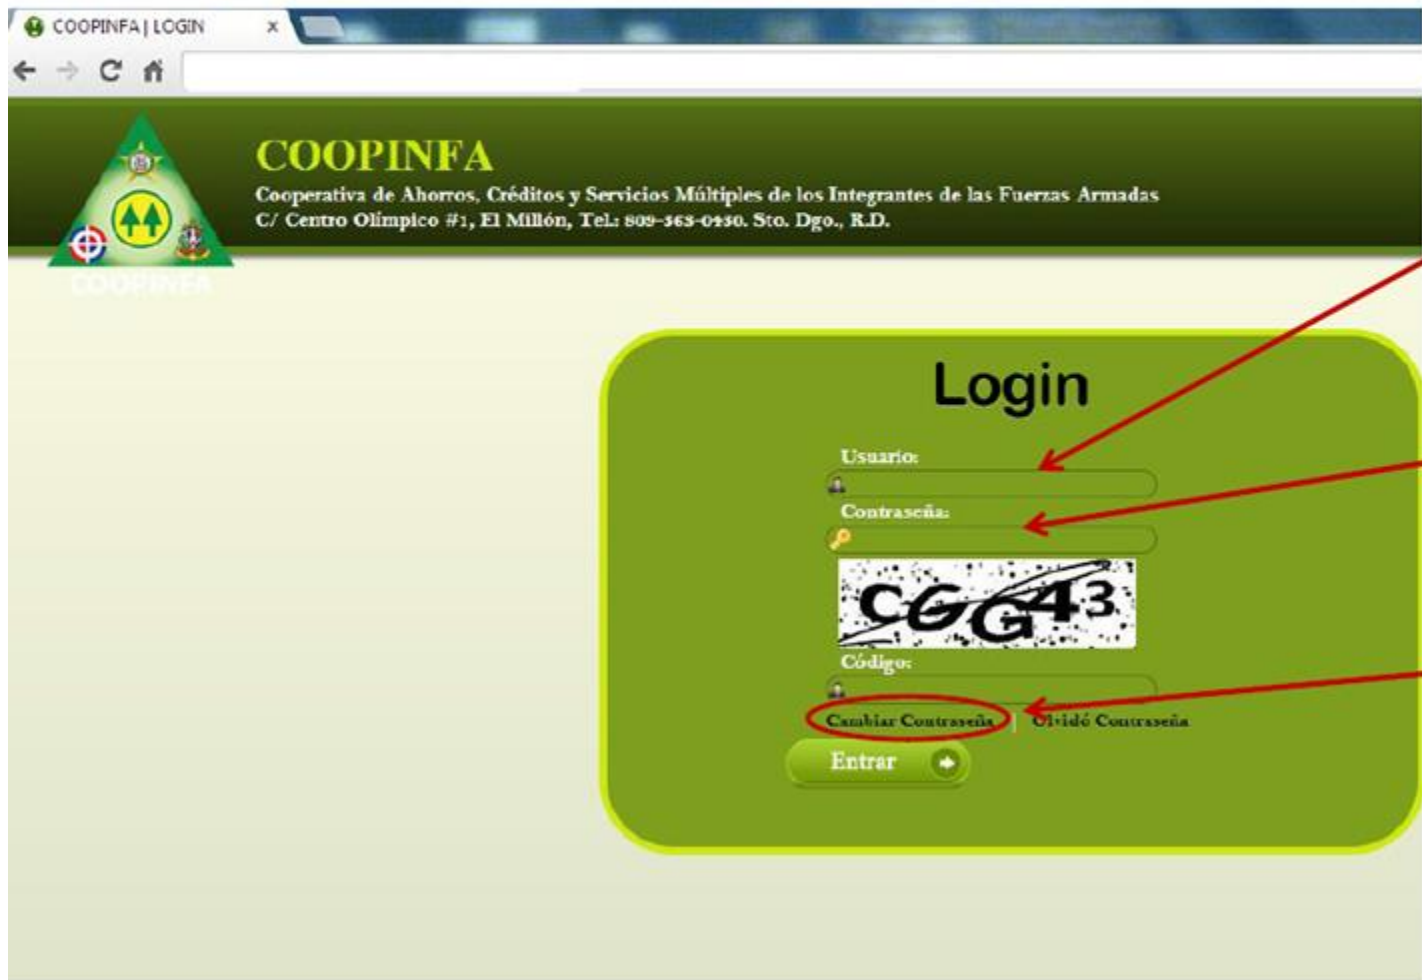 COOPINFA | LOGIN
COOPINFA
Cooperativa de Ahorros, Créditos y Servicios Múltiples de los Integrantes de las Fuerzas Armadas
C/ Centro Olímpico #1, El Millón, Tel.: 809-563-0930. Sto. Dgo., R.D.
COOPINFA
Login
Usuario:
Contraseña:
CGG43
Código:
Cambiar Contraseña | Olvidó Contraseña
Entrar